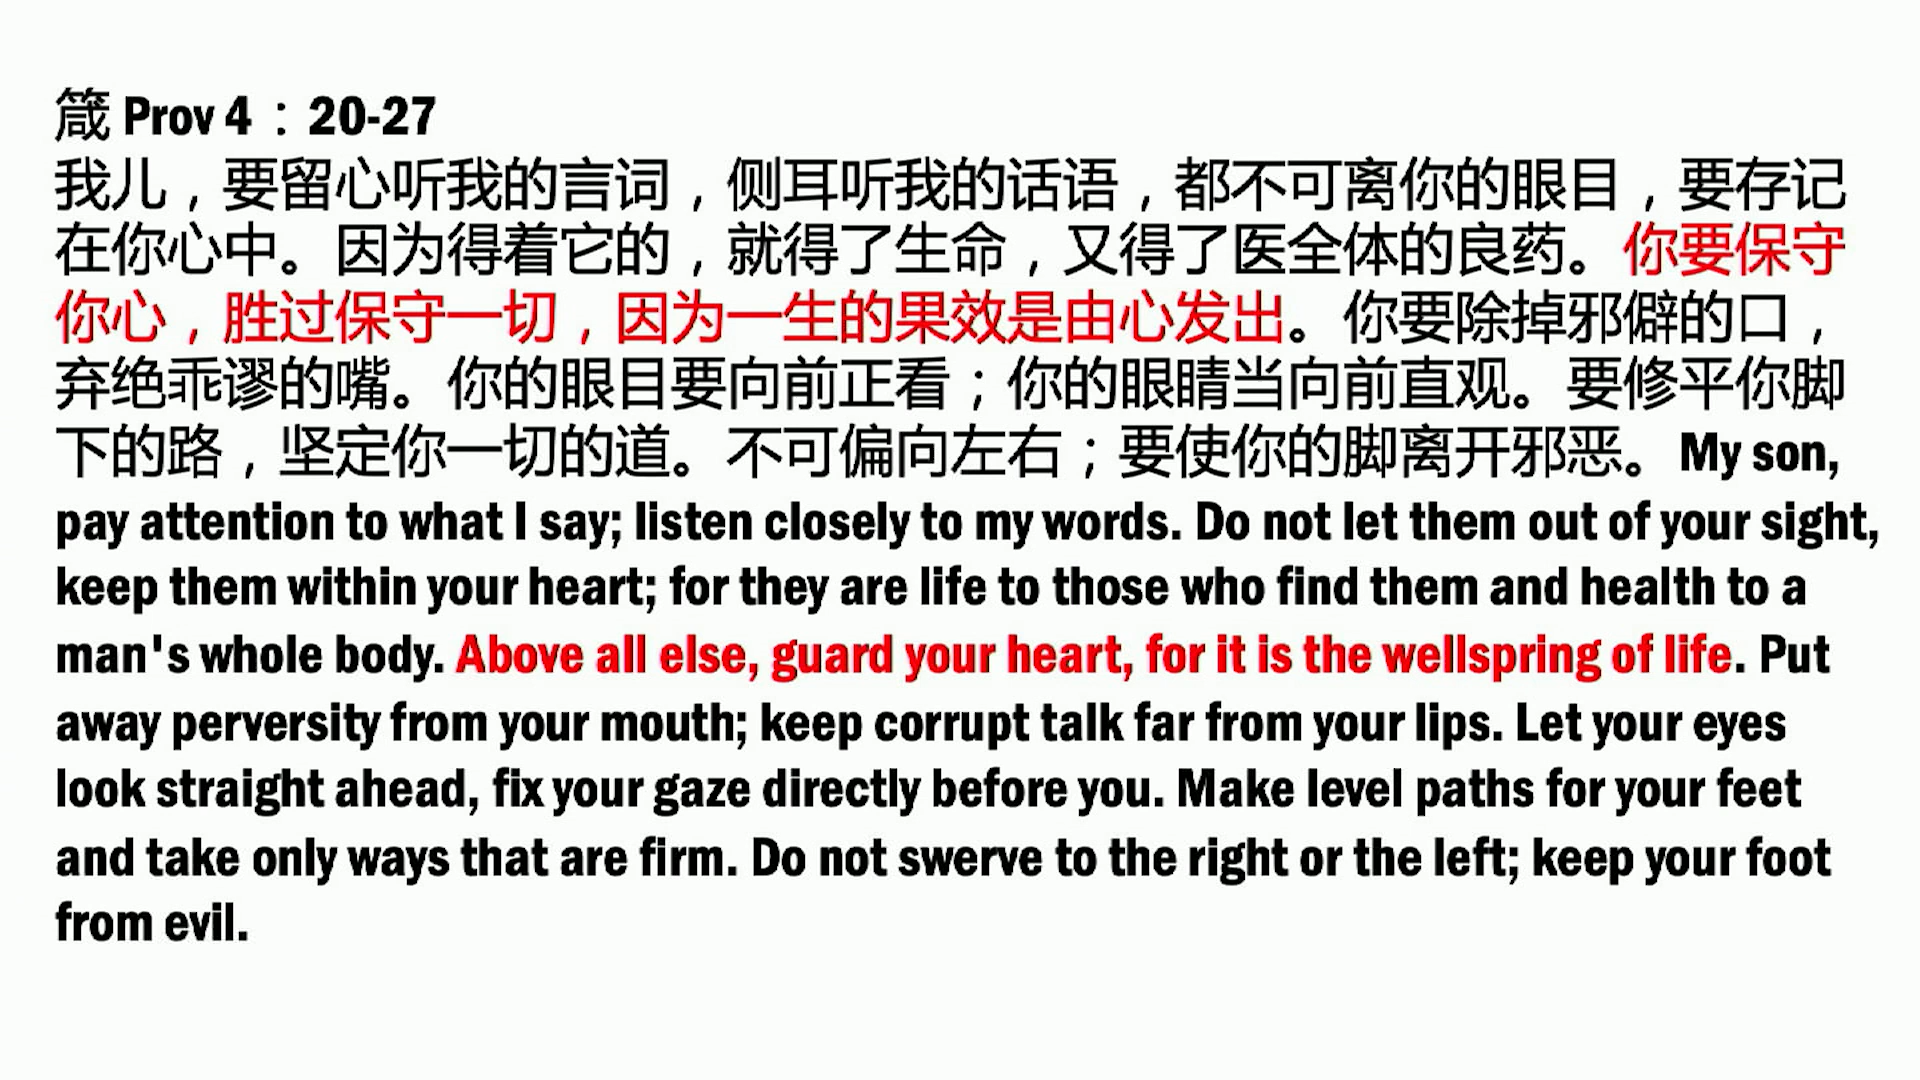 箴 Prov 4：20-27
我儿，要留心听我的言词，侧耳听我的话语，都不可离你的眼目，要存记
在你心中。因为得着它的，就得了生命，又得了医全体的良药。你要保守
你心，胜过保守一切，因为一生的果效是由心发出。你要除掉邪僻的口，
弃绝乖谬的嘴。你的眼目要向前正看；你的眼睛当向前直观。要修平你脚
下的路，坚定你一切的道。不可偏向左右；要使你的脚离开邪恶。My son,
pay attention to what I say; listen closely to my words. Do not let them out of your sight,
keep them within your heart; for they are life to those who find them and health to a
man's whole body. Above all else, guard your heart, for it is the wellspring of life. Put
away perversity from your mouth; keep corrupt talk far from your lips. Let your eyes
look straight ahead, fix your gaze directly before you. Make level paths for your feet
and take only ways that are firm. Do not swerve to the right or the left; keep your foot
from evil.